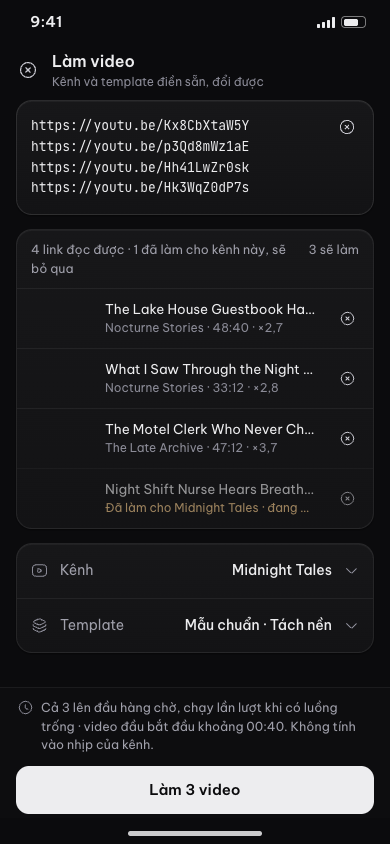 9:41
Làm video
Kênh và template điền sẵn, đổi được
https://youtu.be/Kx8CbXtaW5Y
https://youtu.be/p3Qd8mWz1aE
https://youtu.be/Hh41LwZr0sk
https://youtu.be/Hk3WqZ0dP7s
4 link đọc được · 1 đã làm cho kênh này, sẽ bỏ qua
3 sẽ làm
The Lake House Guestbook Ha...
Nocturne Stories · 48:40 · ×2,7
What I Saw Through the Night ...
Nocturne Stories · 33:12 · ×2,8
The Motel Clerk Who Never Ch...
The Late Archive · 47:12 · ×3,7
Night Shift Nurse Hears Breath...
Đã làm cho Midnight Tales · đang ...
Kênh
Midnight Tales
Template
Mẫu chuẩn · Tách nền
Cả 3 lên đầu hàng chờ, chạy lần lượt khi có luồng
trống · video đầu bắt đầu khoảng 00:40. Không tính
vào nhịp của kênh.
Làm 3 video